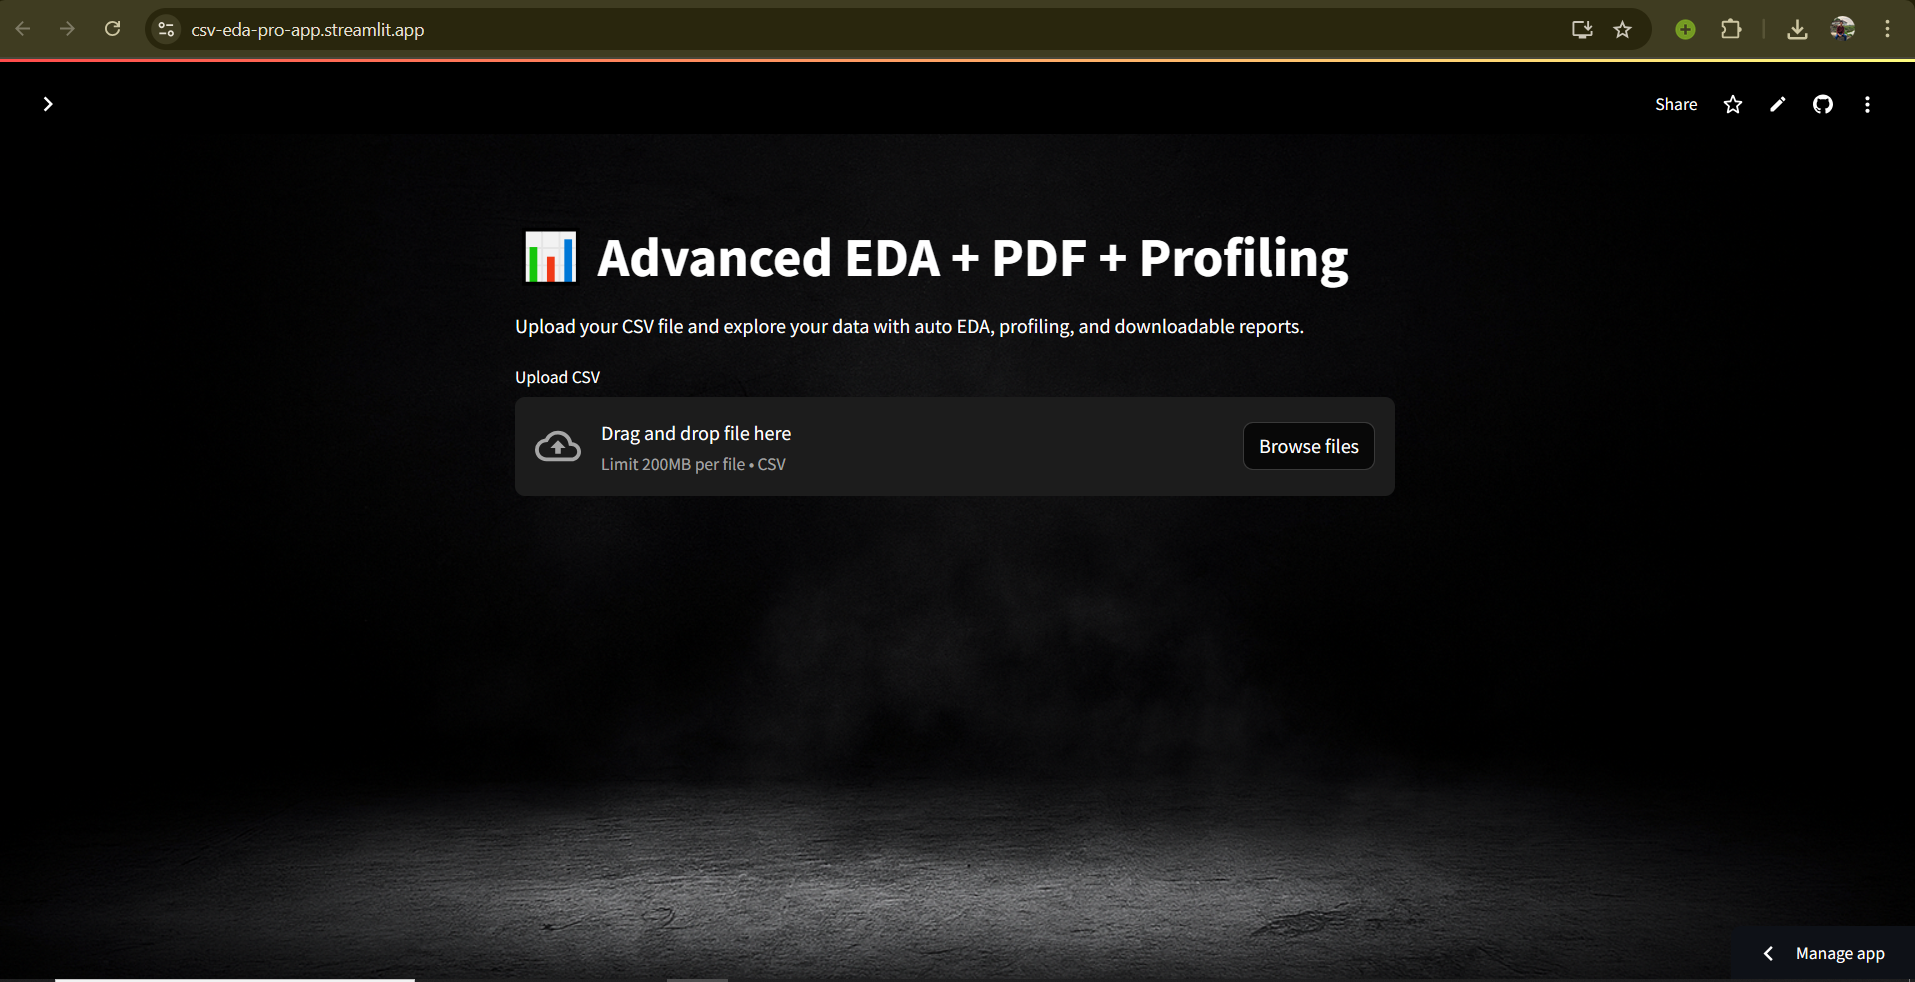 csv-eda-pro-app.streamlit.app
Share
Advanced EDA + PDF + Profiling
Upload your CSV file and explore your data with auto EDA, profiling, and downloadable reports.
Upload CSV
Drag and drop file here
Limit 200MB per file • CSV
Browse files
Manage app